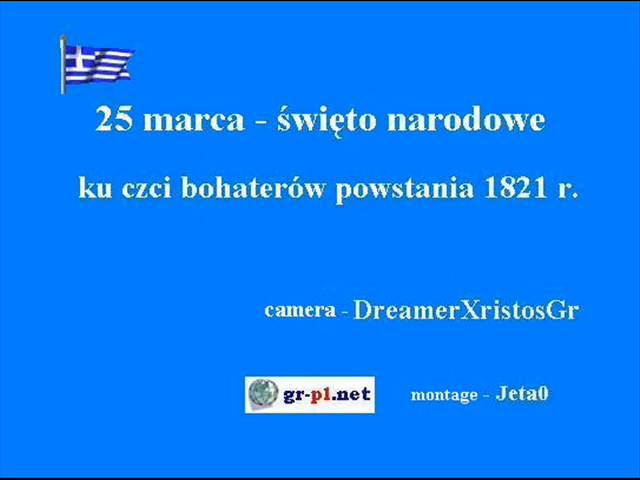 25 marca - święto narodowe
ku czci bohaterów powstania 1821 r.
camera - DreamerXristosGr
gr-pl.net
montage - Jeta0